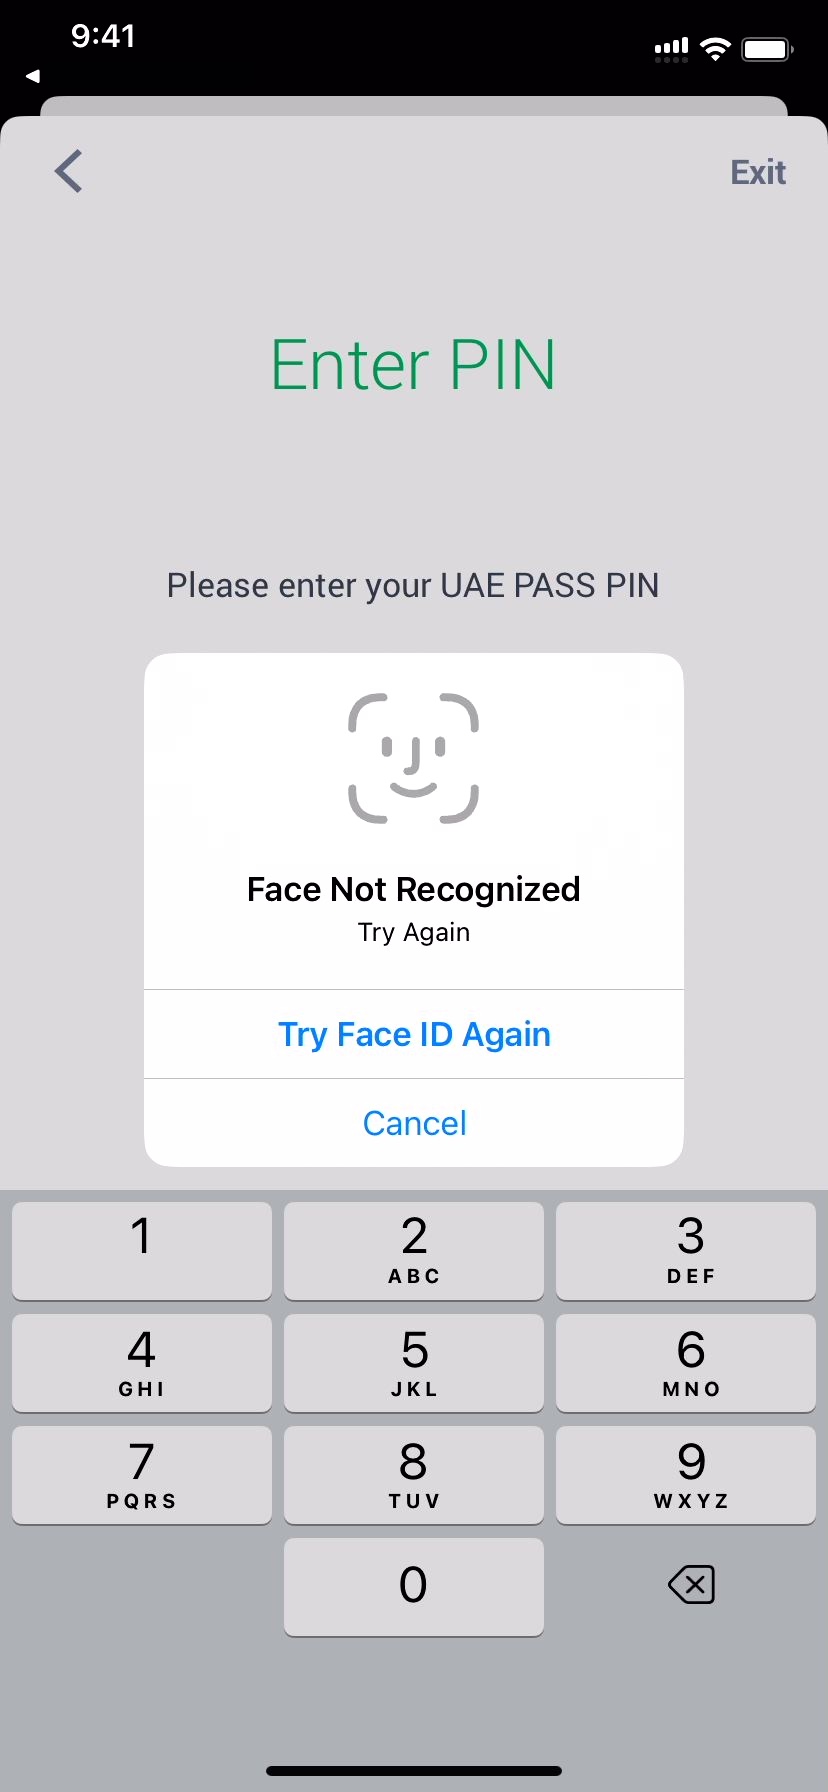 9:41
Exit
Enter PIN
Please enter your UAE PASS PIN
Face Not Recognized
Try Again
Try Face ID Again
Cancel
1
2
ABC
3
DEF
4
GHI
5
JKL
6
MNO
7
PQRS
8
TUV
9
WXYZ
0